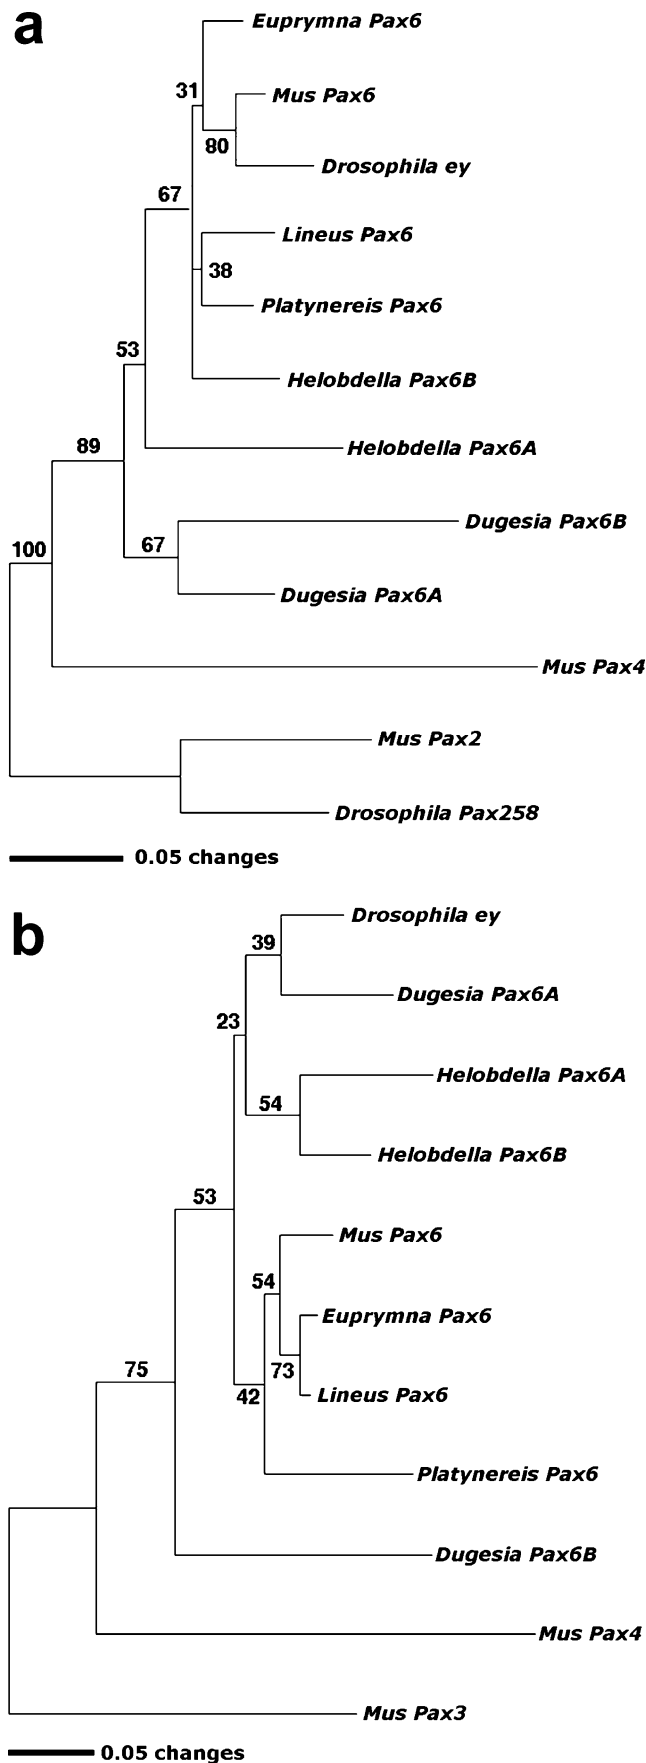 a
Euprymna Pax6
31
Mus Pax6
80
Drosophila ey
67
Lineus Pax6
38
Platynereis Pax6
53
Helobdella Pax6B
89
Helobdella Pax6A
Dugesia Pax6B
100
67
Dugesia Pax6A
Mus Pax4
Mus Pax2
Drosophila Pax258
0.05 changes
b
Drosophila ey
39
Dugesia Pax6A
23
Helobdella Pax6A
54
Helobdella Pax6B
53
Mus Pax6
54
Euprymna Pax6
73
75
42
Lineus Pax6
Platynereis Pax6
Dugesia Pax6B
Mus Pax4
Mus Pax3
0.05 changes